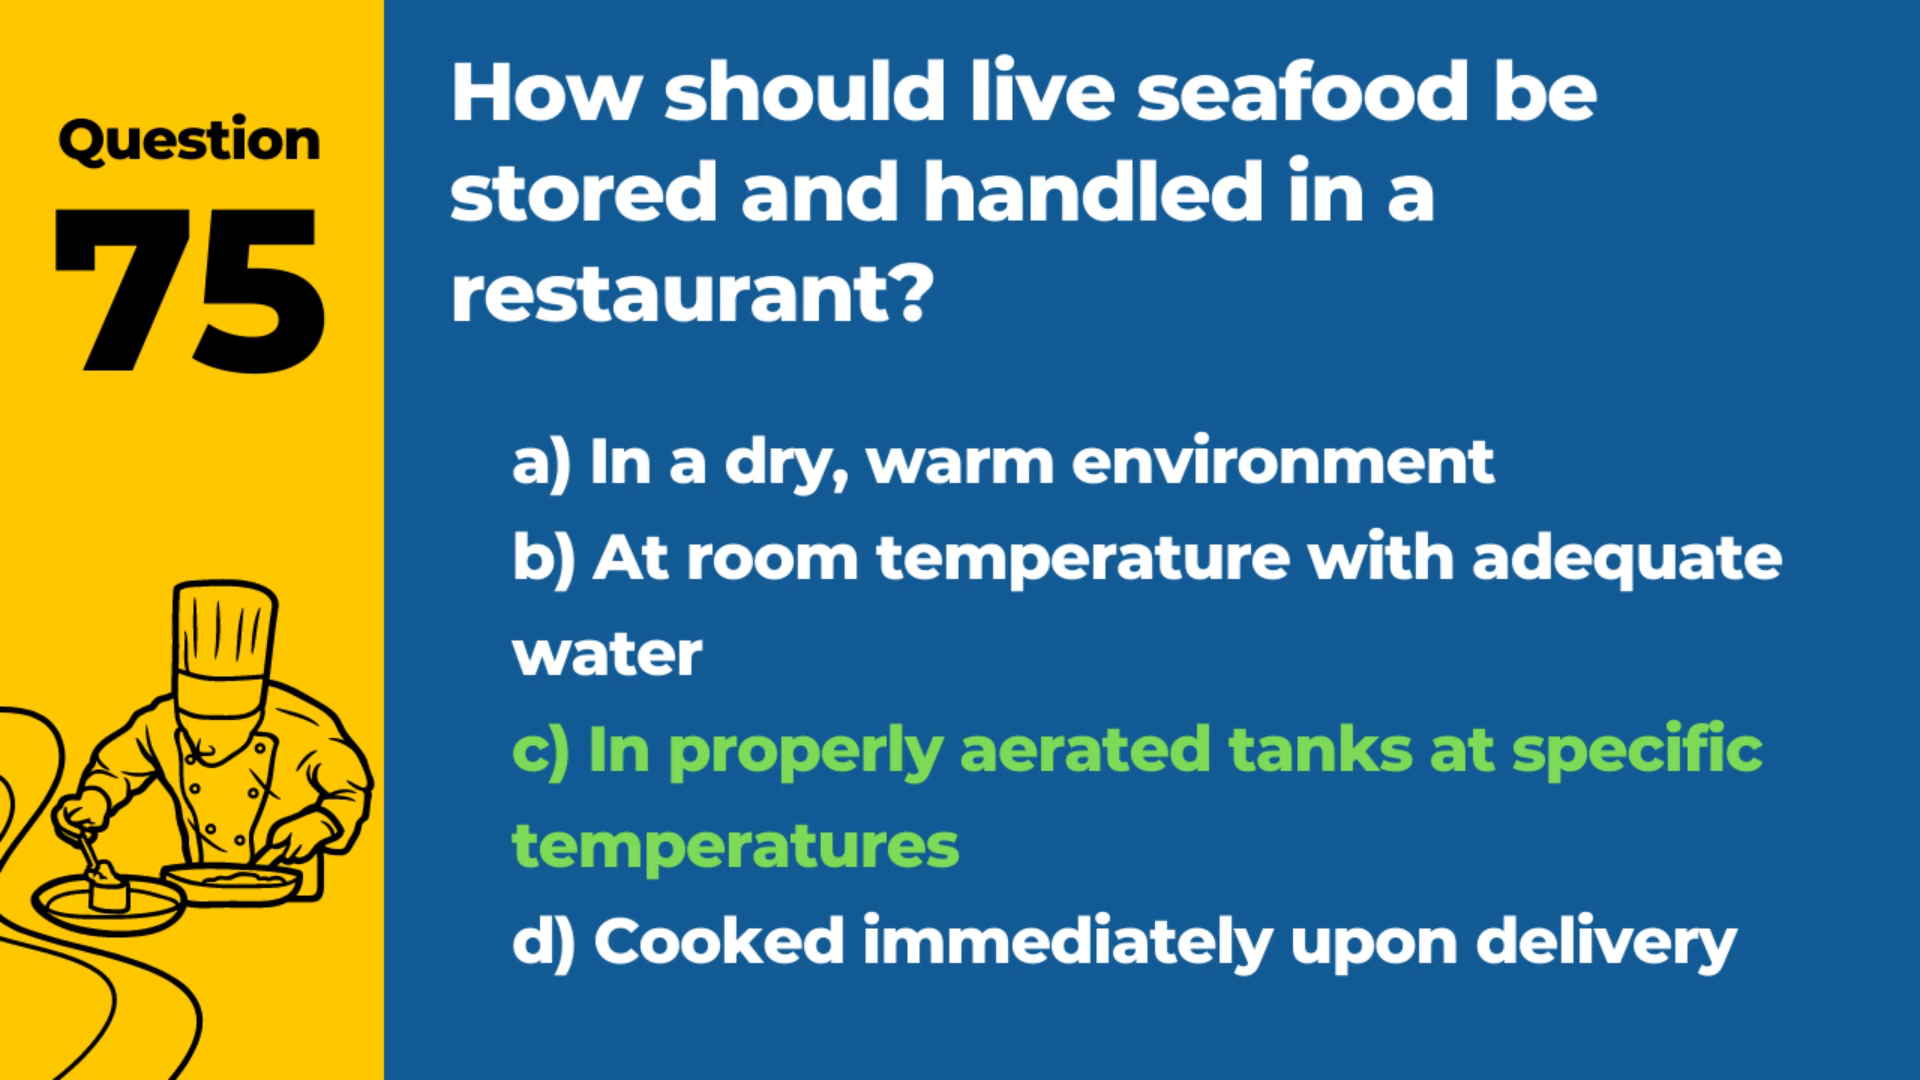 Question
75
How should live seafood be
stored and handled in a
restaurant?
a) In a dry, warm environment
b) At room temperature with adequate
water
c) In properly aerated tanks at specific
temperatures
d) Cooked immediately upon delivery